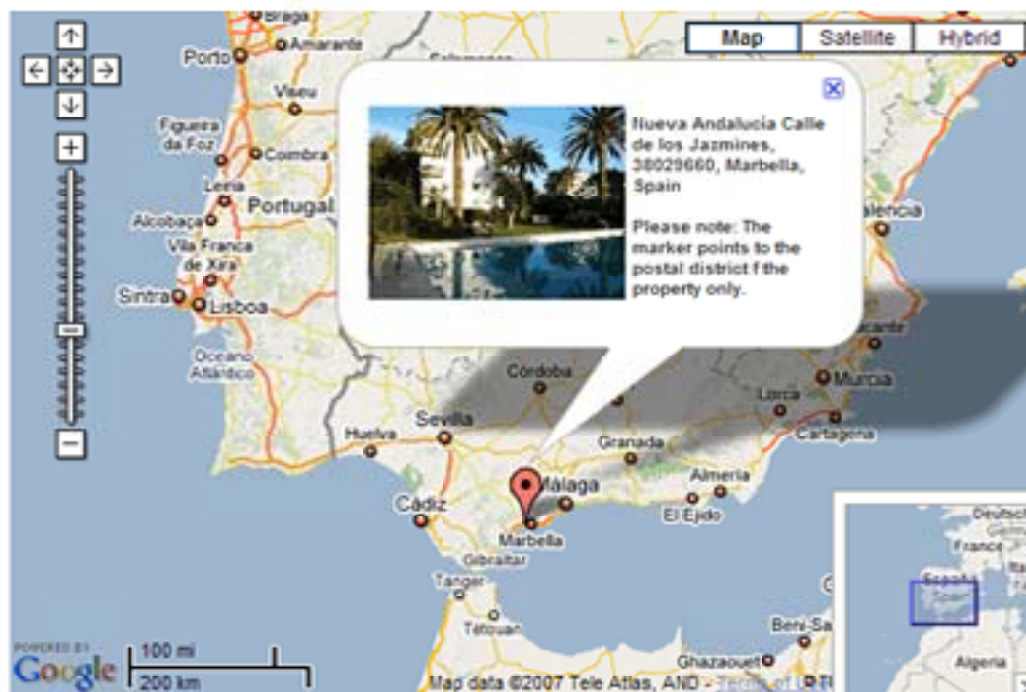 Braga
Amarante
Porto
Map
Satellite
Hybrid
Viseu
Figueira
da Foz
Coimbra
Leiria
Portugal
Alcobaça
Vila Franca
de Xira
Sintra
Lisboa
Oceano
Atlántico
Nueva Andalucia Calle
de los Jazmines,
38029660, Marbella,
Spain
Please note: The
marker points to the
postal district f the
property only.
Córdoba
Murcia
Lorca
Cartagena
Sevilla
Huelva
Granada
Almería
El Ejido
Málaga
Cádiz
Marbella
Gibraltar
Tanger
Tétouan
Ghazaouet
France
España
Spain
Algeria
POWERED BY
Google
100 mi
200 km
Map data ©2007 Tele Atlas, AND -